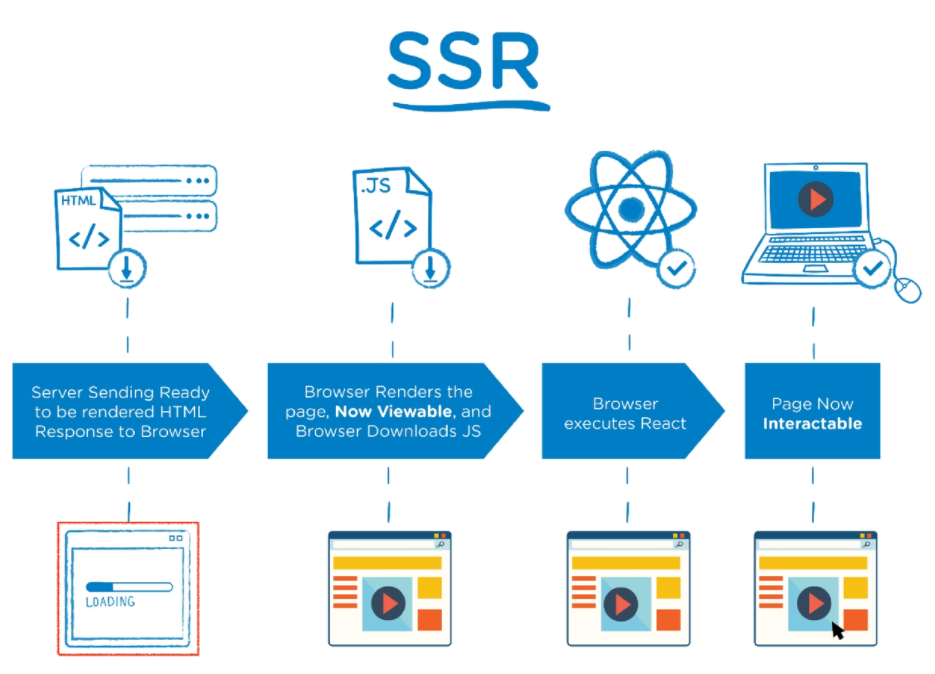 SSR
HTML
</>
.JS
</>
Server Sending Ready
to be rendered HTML
Response to Browser
Browser Renders the
page, Now Viewable, and
Browser Downloads JS
Browser
executes React
Page Now
Interactable
LOADING